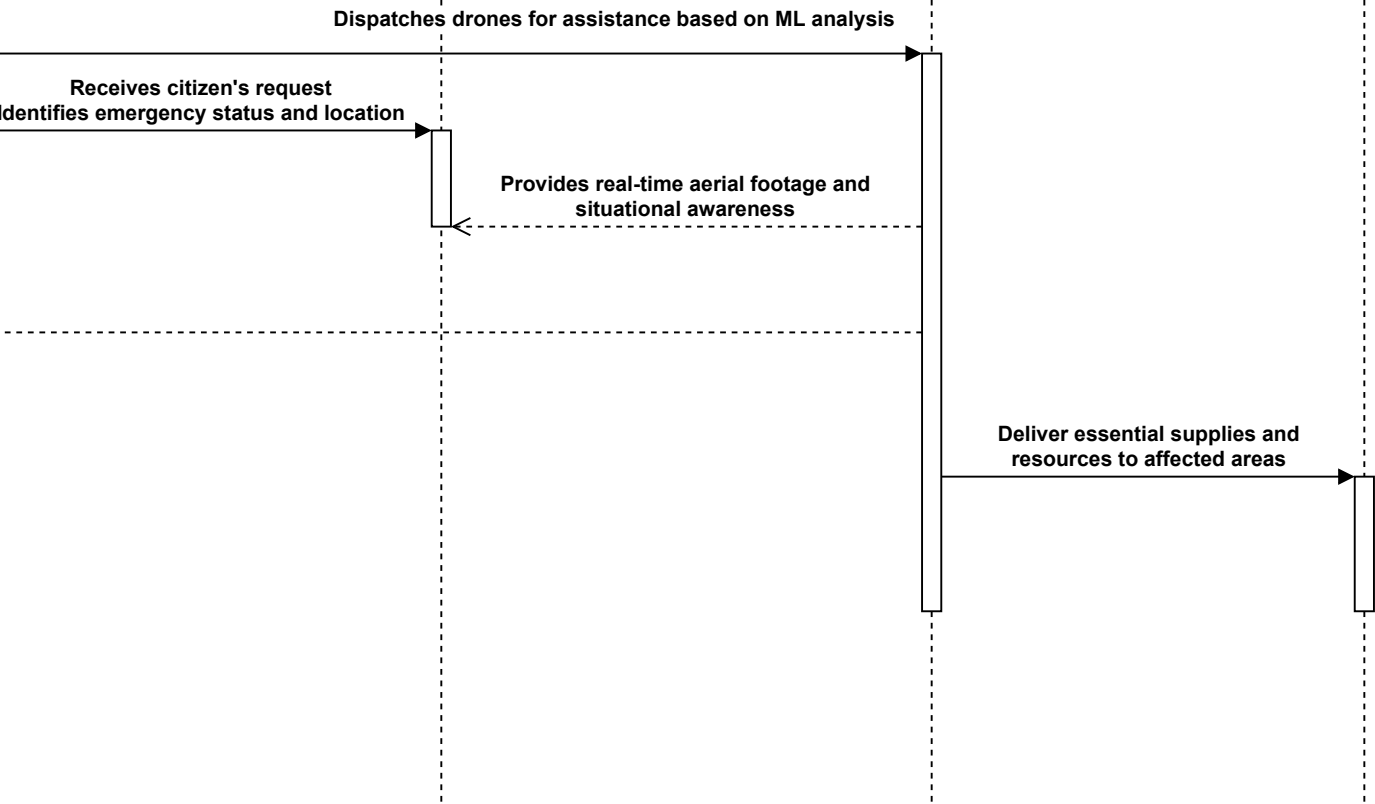 Dispatches drones for assistance based on ML analysis
Receives citizen's request
Identifies emergency status and location
Provides real-time aerial footage and
situational awareness
Deliver essential supplies and
resources to affected areas